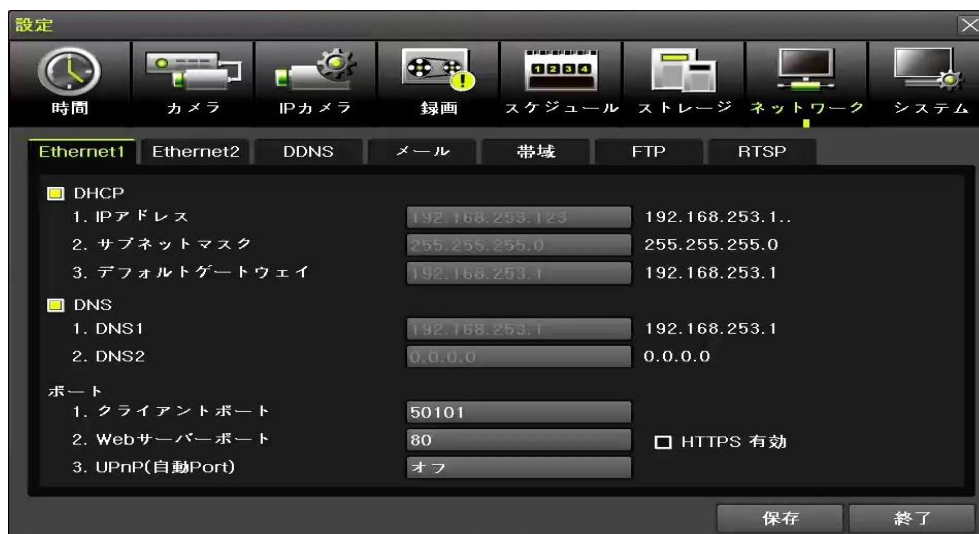 設定
時間 カメラ IPカメラ 録画 スケジュール ストレージ ネットワーク システム
Ethernet1 Ethernet2 DDNS メール 帯域 FTP RTSP
DHCP
1. IPアドレス 192.168.253.123 192.168.253.1..
2. サブネットマスク 255.255.255.0 255.255.255.0
3. デフォルトゲートウェイ 192.168.253.1 192.168.253.1
DNS
1. DNS1 192.168.253.1 192.168.253.1
2. DNS2 0.0.0.0 0.0.0.0
ポート
1. クライアントポート 50101
2. Webサーバーポート 80 HTTPS 有効
3. UPnP(自動Port) オフ
保存 終了